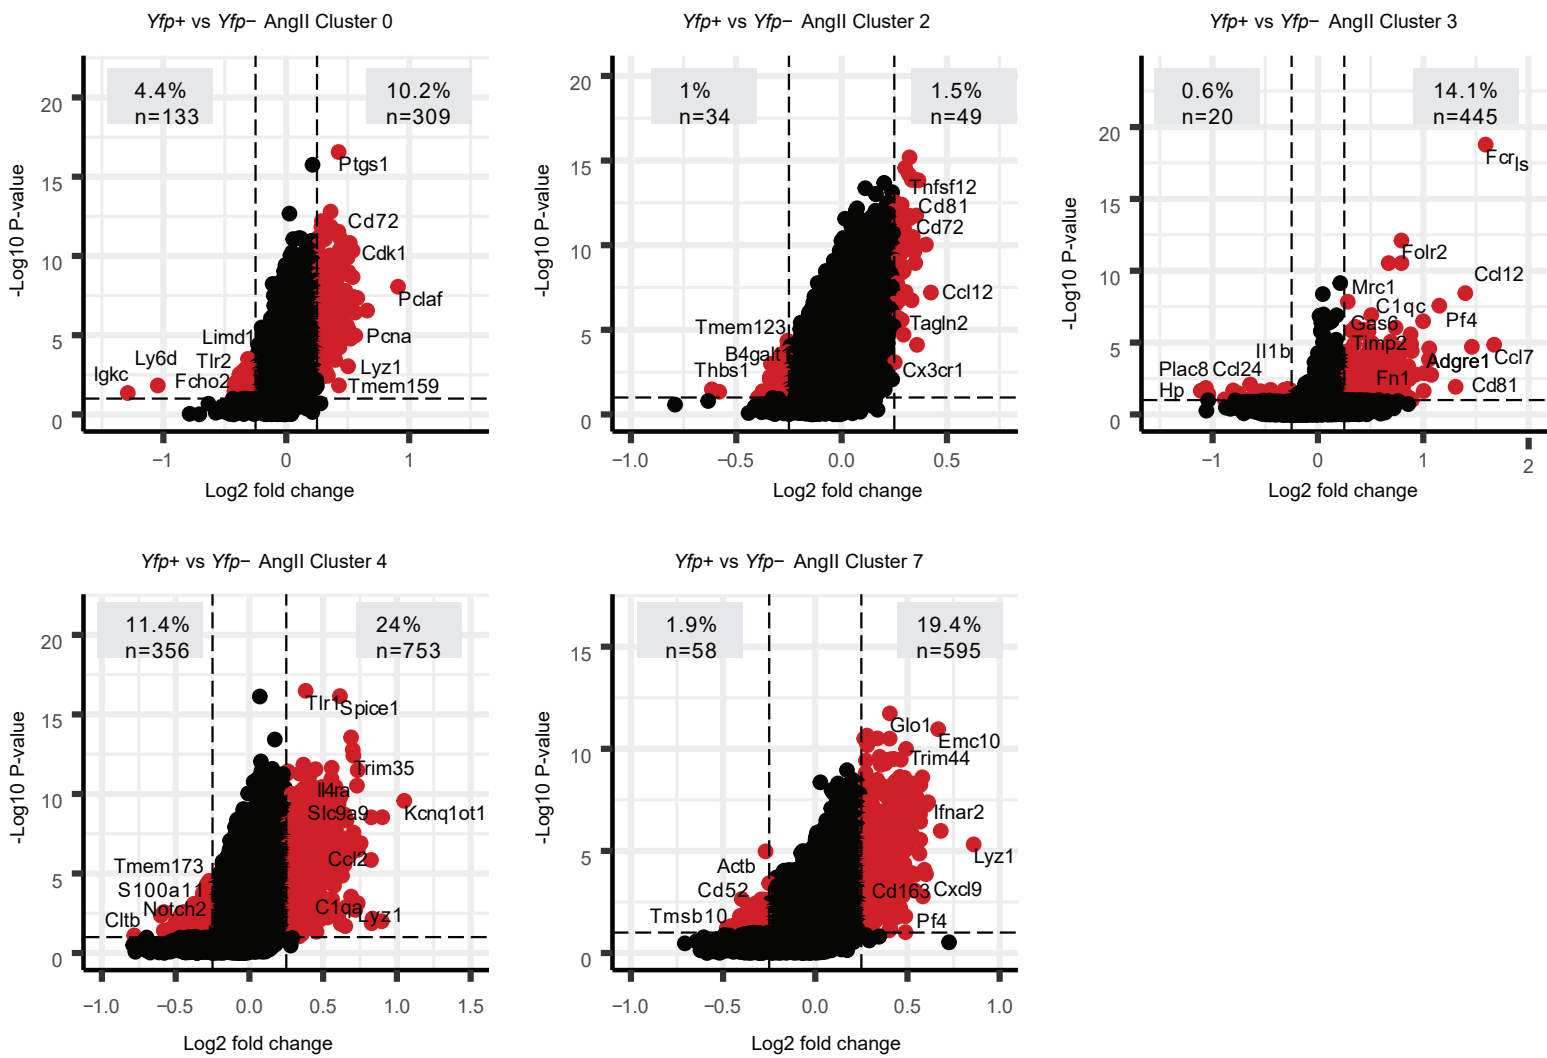 Yfp+ vs Yfp− AngII Cluster 0
4.4%
n=133
10.2%
n=309
20
15
10
5
0
-Log10 P-value
Ptgs1
Cd72
Cdk1
Pclaf
Pcna
Lyz1
Tmem159
Limd1
Tlr2
Ly6d
Fcho2
Igkc
−1
0
1
Log2 fold change
Yfp+ vs Yfp− AngII Cluster 2
1%
n=34
1.5%
n=49
20
15
10
5
0
-Log10 P-value
Tnfsf12
Cd81
Cd72
Ccl12
Tagln2
Cx3cr1
Tmem123
B4galt1
Thbs1
−1.0
−0.5
0.0
0.5
Log2 fold change
Yfp+ vs Yfp− AngII Cluster 3
0.6%
n=20
14.1%
n=445
20
15
10
5
0
-Log10 P-value
Fcrls
Folr2
Ccl12
Mrc1
C1qc
Pf4
Gas6
Timp2
Ccl7
Adgre1
Fn1
Cd81
Il1b
Plac8
Ccl24
Hp
−1
0
1
2
Log2 fold change
Yfp+ vs Yfp− AngII Cluster 4
11.4%
n=356
24%
n=753
20
15
10
5
0
-Log10 P-value
Tlr1
Spice1
Trim35
Il4ra
Slc9a9
Kcnq1ot1
Ccl2
C1qa
Lyz1
Tmem173
S100a11
Notch2
Cltb
−1.0
−0.5
0.0
0.5
1.0
1.5
Log2 fold change
Yfp+ vs Yfp− AngII Cluster 7
1.9%
n=58
19.4%
n=595
15
10
5
0
-Log10 P-value
Glo1
Emc10
Trim44
Ifnar2
Lyz1
Cd163
Cxcl9
Pf4
Actb
Cd52
Tmsb10
−1.0
−0.5
0.0
0.5
1.0
Log2 fold change